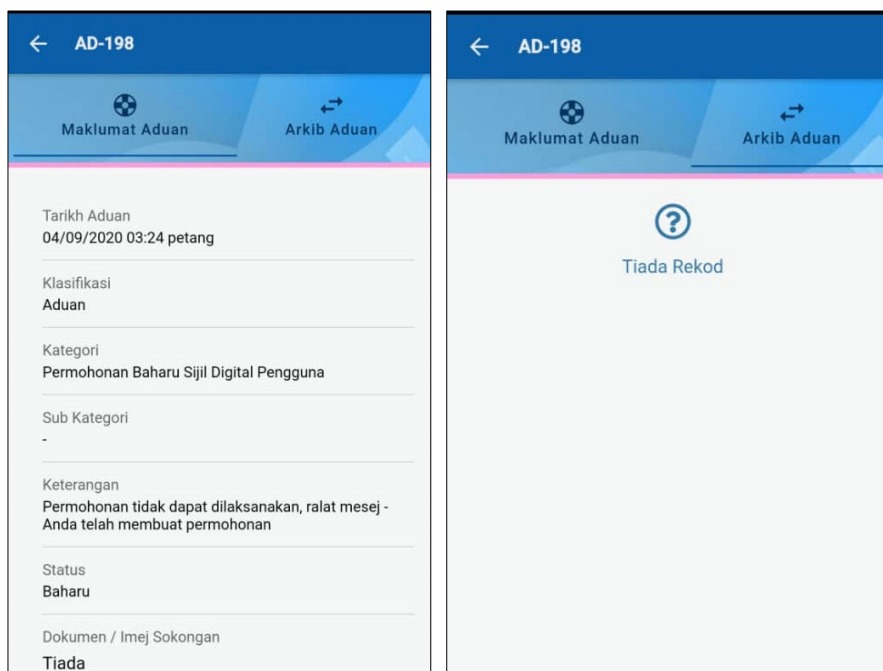 AD-198
Maklumat Aduan
Arkib Aduan
Tarikh Aduan
04/09/2020 03:24 petang
Klasifikasi
Aduan
Kategori
Permohonan Baharu Sijil Digital Pengguna
Sub Kategori
-
Keterangan
Permohonan tidak dapat dilaksanakan, ralat mesej -
Anda telah membuat permohonan
Status
Baharu
Dokumen / Imej Sokongan
Tiada
AD-198
Maklumat Aduan
Arkib Aduan
?
Tiada Rekod